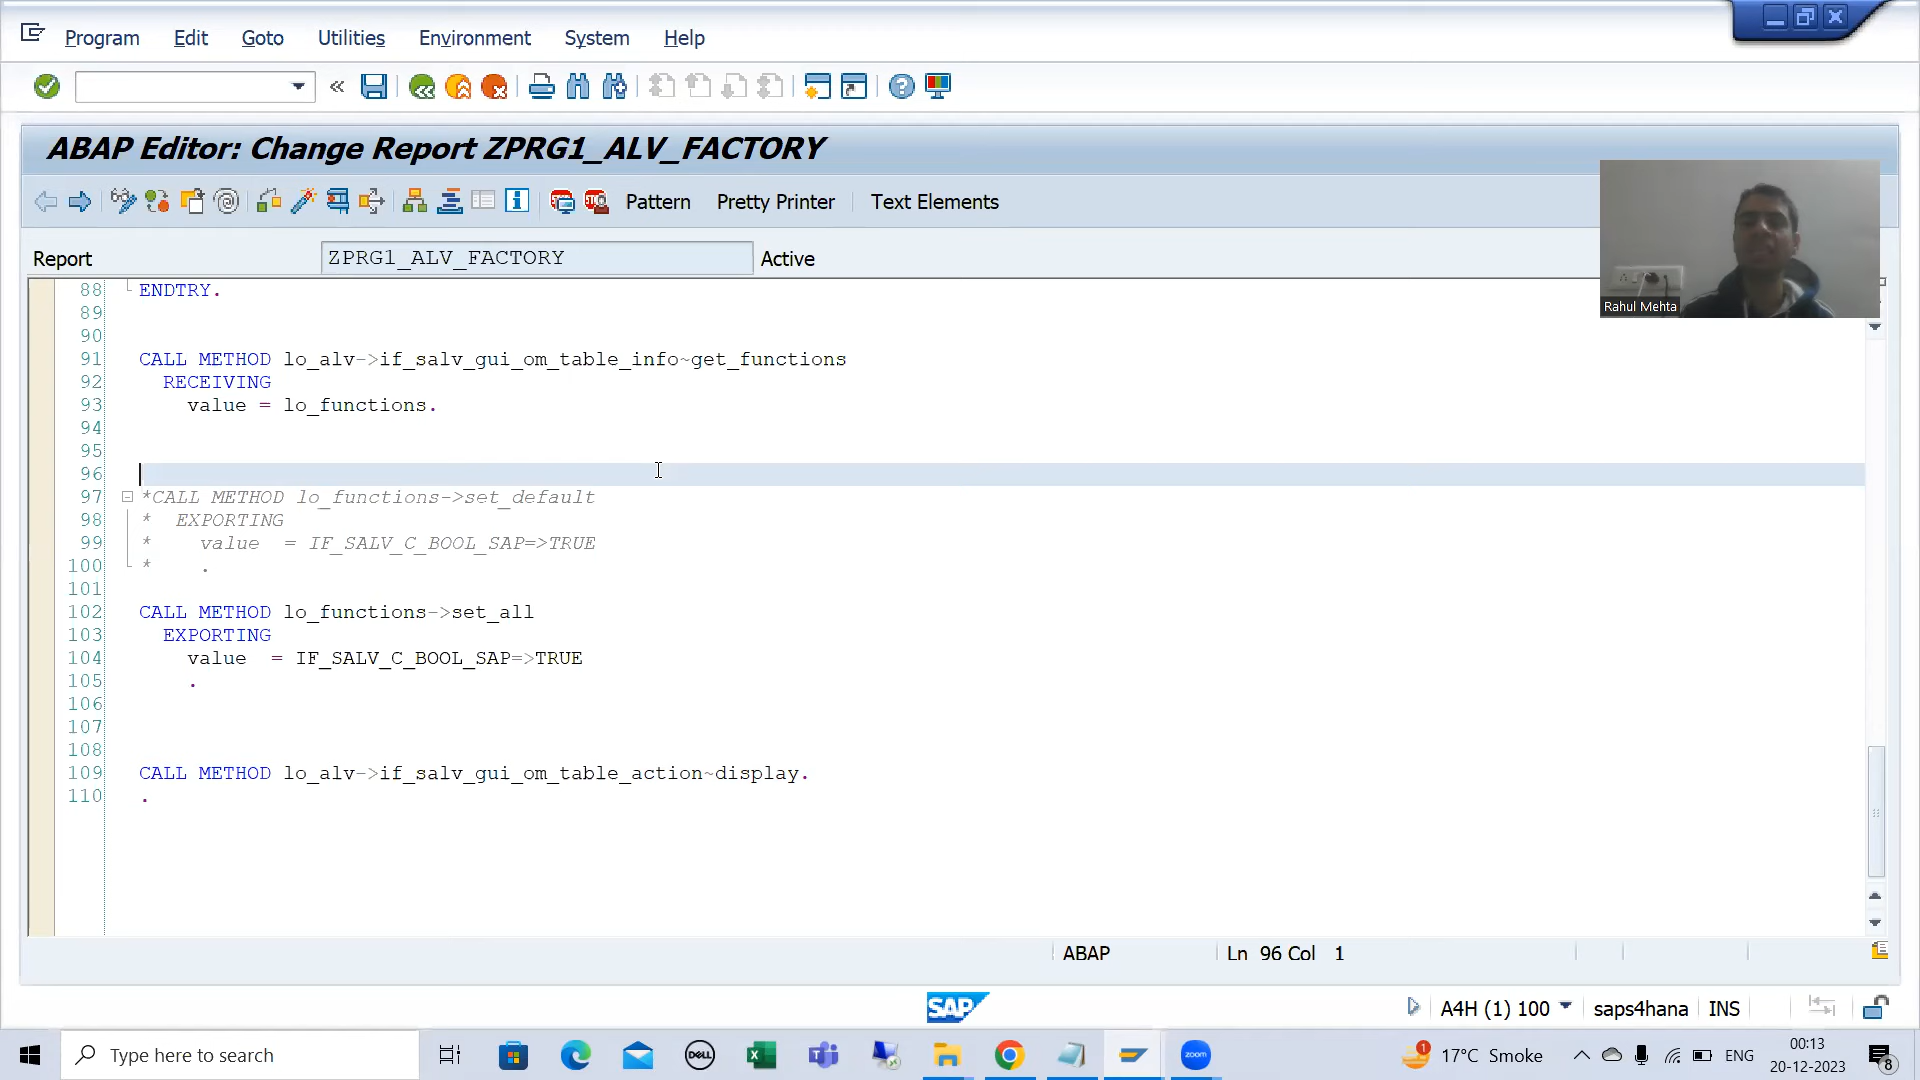 Program Edit Goto Utilities Environment System Help
ABAP Editor: Change Report ZPRG1_ALV_FACTORY
Pattern Pretty Printer Text Elements
Report ZPRG1_ALV_FACTORY Active
Rahul Mehta
88 ENDTRY.
89
90
91 CALL METHOD lo_alv->if_salv_gui_om_table_info~get_functions
92 RECEIVING
93 value = lo_functions.
94
95
96
97 *CALL METHOD lo_functions->set_default
98 * EXPORTING
99 * value = IF_SALV_C_BOOL_SAP=>TRUE
100 * .
101
102 CALL METHOD lo_functions->set_all
103 EXPORTING
104 value = IF_SALV_C_BOOL_SAP=>TRUE
105 .
106
107
108
109 CALL METHOD lo_alv->if_salv_gui_om_table_action~display.
110 .
ABAP Ln 96 Col 1
SAP
A4H (1) 100 saps4hana INS
Type here to search
DELL
zoom
1
17°C Smoke
ENG
00:13
20-12-2023
8